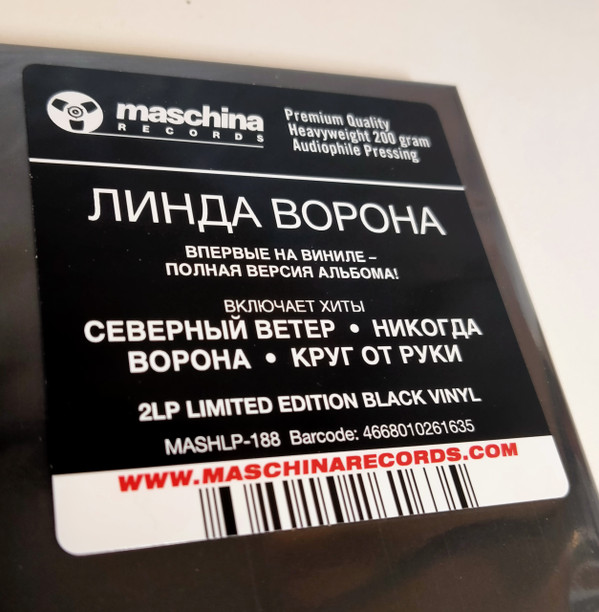 maschina
RECORDS
Premium Quality
Heavyweight 200 gram
Audiophile Pressing
ЛИНДА ВОРОНА
ВПЕРВЫЕ НА ВИНИЛЕ –
ПОЛНАЯ ВЕРСИЯ АЛЬБОМА!
ВКЛЮЧАЕТ ХИТЫ
СЕВЕРНЫЙ ВЕТЕР • НИКОГДА
ВОРОНА • КРУГ ОТ РУКИ
2LP LIMITED EDITION BLACK VINYL
MASHLP-188 Barcode: 4668010261635
WWW.MASCHINARECORDS.COM